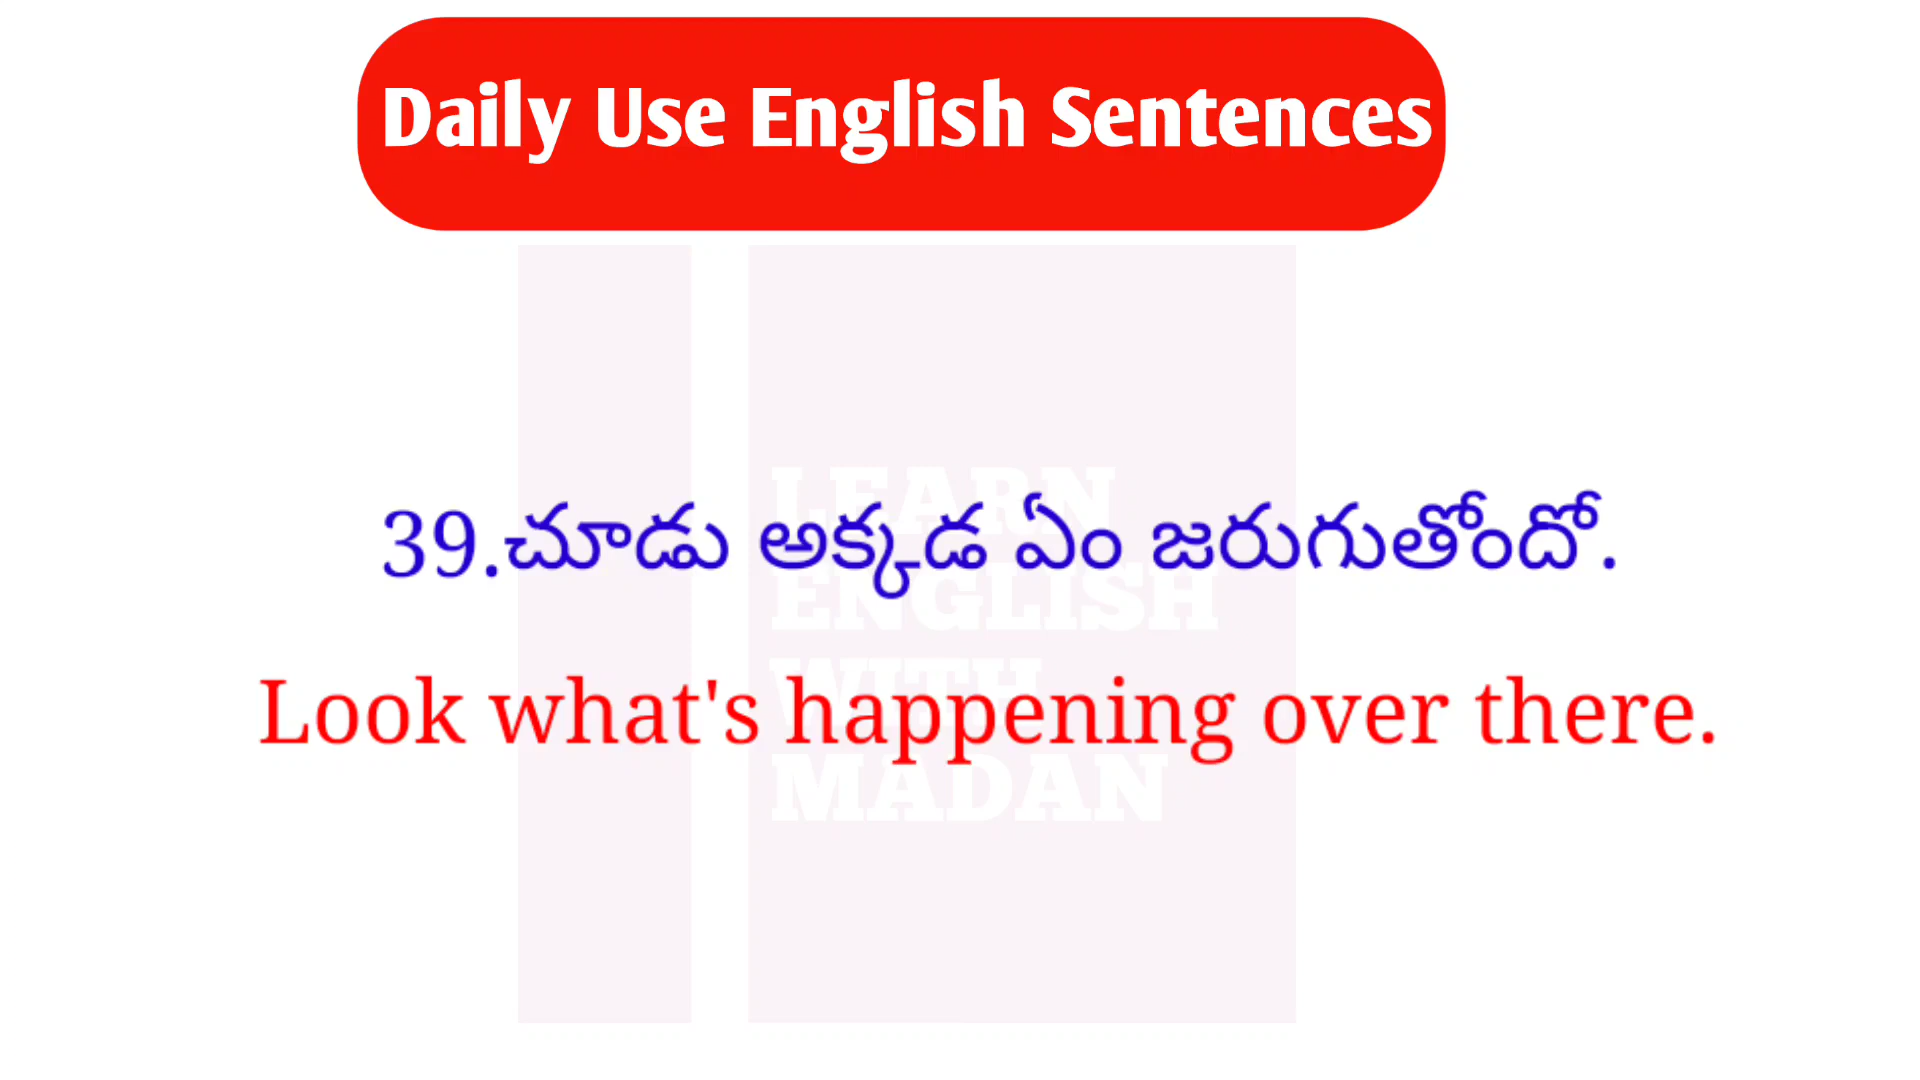 Daily Use English Sentences
39.చూడు అక్కడ ఏం జరుగుతోందో.
Look what's happening over there.
LEARN
ENGLISH
WITH
MADAN